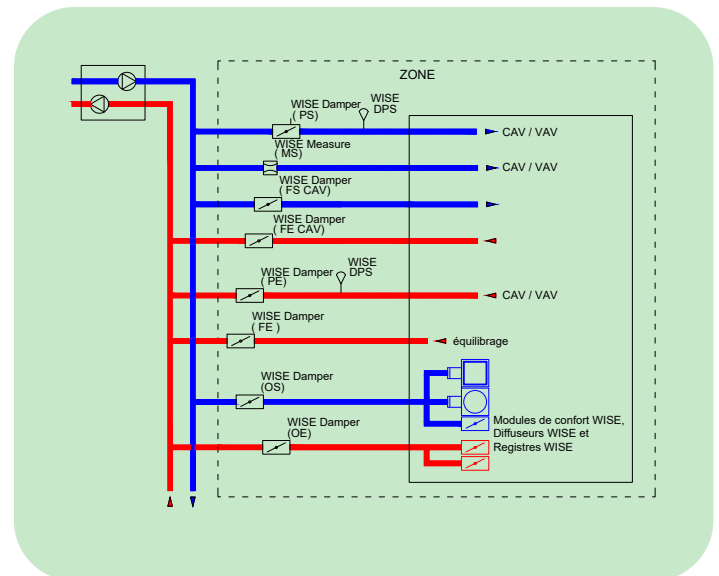 ZONE
WISE Damper
( PS)
WISE
DPS
CAV / VAV
WISE Measure
( MS)
CAV / VAV
WISE Damper
( FS CAV)
WISE Damper
( FE CAV)
WISE Damper
( PE)
WISE
DPS
CAV / VAV
WISE Damper
( FE )
équilibrage
WISE Damper
(OS)
Modules de confort WISE,
Diffuseurs WISE et
Registres WISE
WISE Damper
(OE)